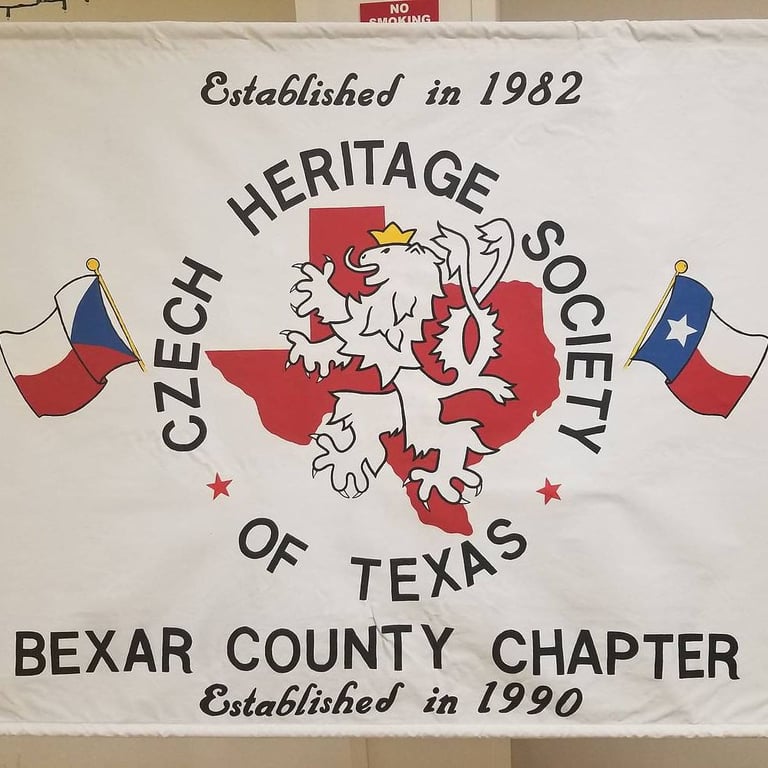 NO
SMOKING
Established in 1982
CZECH HERITAGE SOCIETY
OF TEXAS
BEXAR COUNTY CHAPTER
Established in 1990